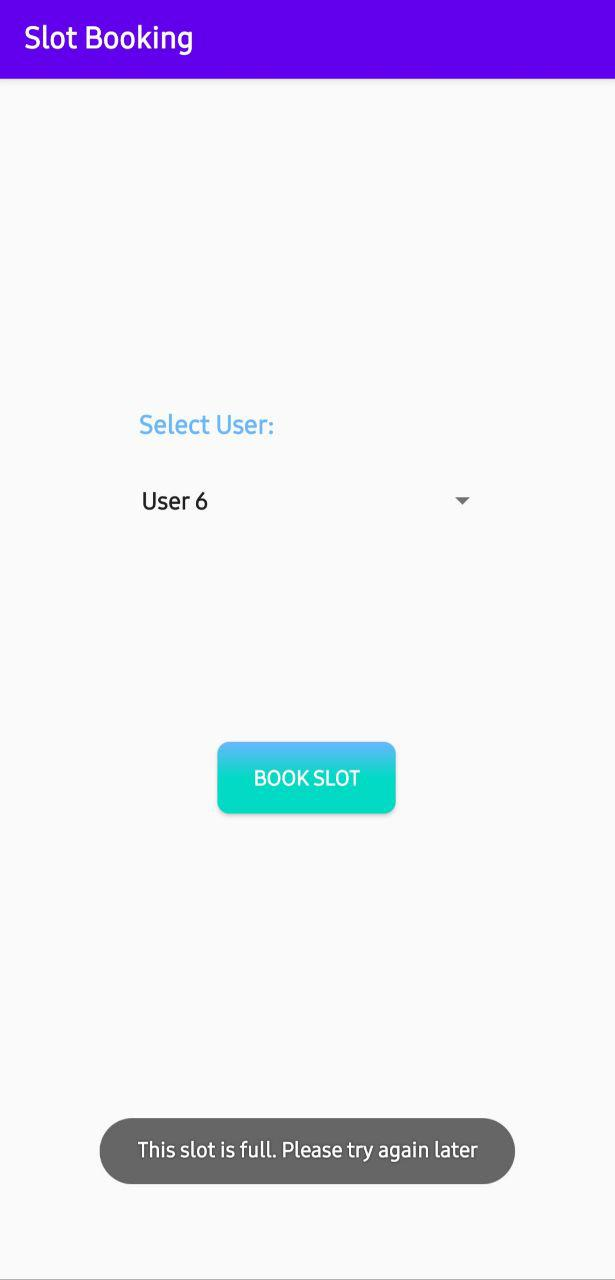 Slot Booking
Select User:
User 6
BOOK SLOT
This slot is full. Please try again later